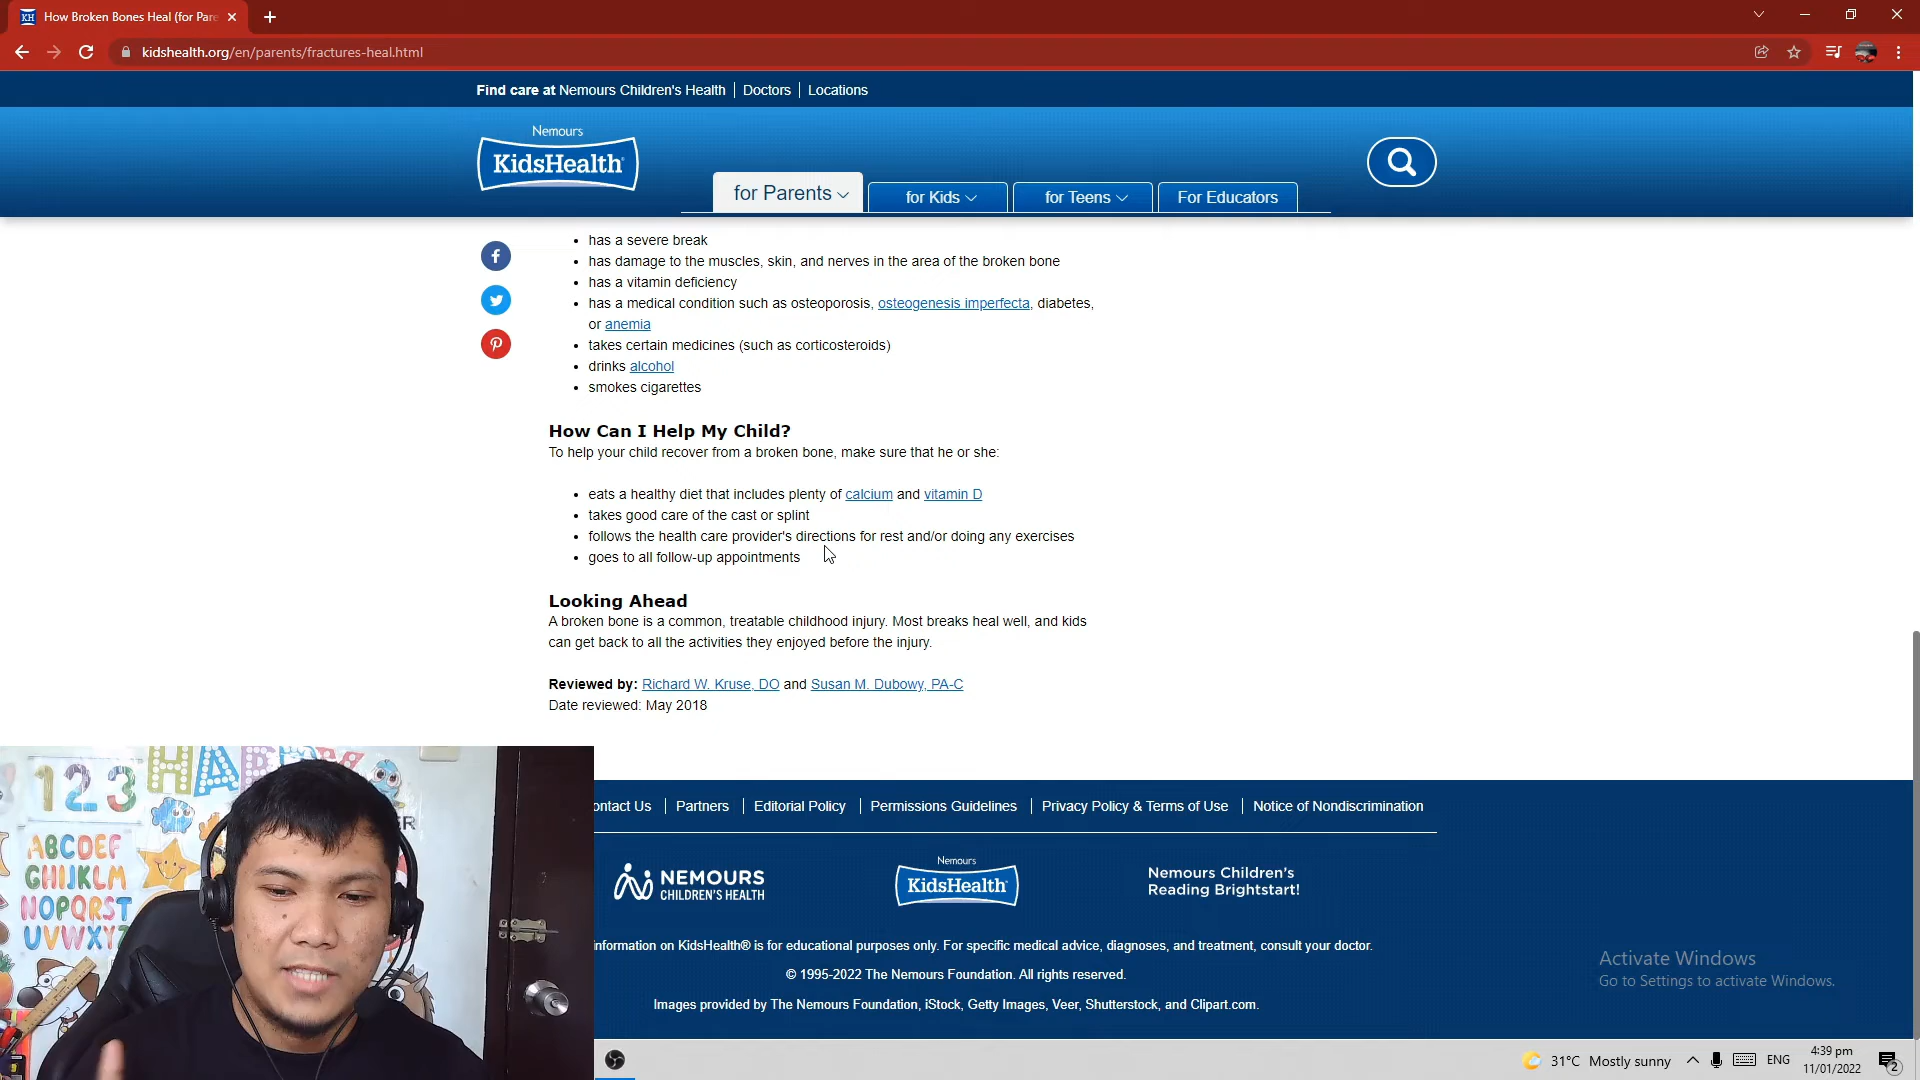 How Broken Bones Heal (for Pare
kidshealth.org/en/parents/fractures-heal.html
Find care at Nemours Children's Health | Doctors | Locations
Nemours
KidsHealth
for Parents
for Kids
for Teens
For Educators
• has a severe break
• has damage to the muscles, skin, and nerves in the area of the broken bone
• has a vitamin deficiency
• has a medical condition such as osteoporosis, osteogenesis imperfecta, diabetes,
or anemia
• takes certain medicines (such as corticosteroids)
• drinks alcohol
• smokes cigarettes
How Can I Help My Child?
To help your child recover from a broken bone, make sure that he or she:
• eats a healthy diet that includes plenty of calcium and vitamin D
• takes good care of the cast or splint
• follows the health care provider's directions for rest and/or doing any exercises
• goes to all follow-up appointments
Looking Ahead
A broken bone is a common, treatable childhood injury. Most breaks heal well, and kids
can get back to all the activities they enjoyed before the injury.
Reviewed by: Richard W. Kruse, DO and Susan M. Dubowy, PA-C
Date reviewed: May 2018
ontact Us | Partners | Editorial Policy | Permissions Guidelines | Privacy Policy & Terms of Use | Notice of Nondiscrimination
NEMOURS
CHILDREN'S HEALTH
Nemours
KidsHealth
Nemours Children's
Reading Brightstart!
information on KidsHealth® is for educational purposes only. For specific medical advice, diagnoses, and treatment, consult your doctor.
© 1995-2022 The Nemours Foundation. All rights reserved.
Images provided by The Nemours Foundation, iStock, Getty Images, Veer, Shutterstock, and Clipart.com.
Activate Windows
Go to Settings to activate Windows.
123
HA
ABCDEF
GHIJKLM
NOPQRST
UVWXYZ
31°C Mostly sunny
ENG
4:39 pm
11/01/2022
2